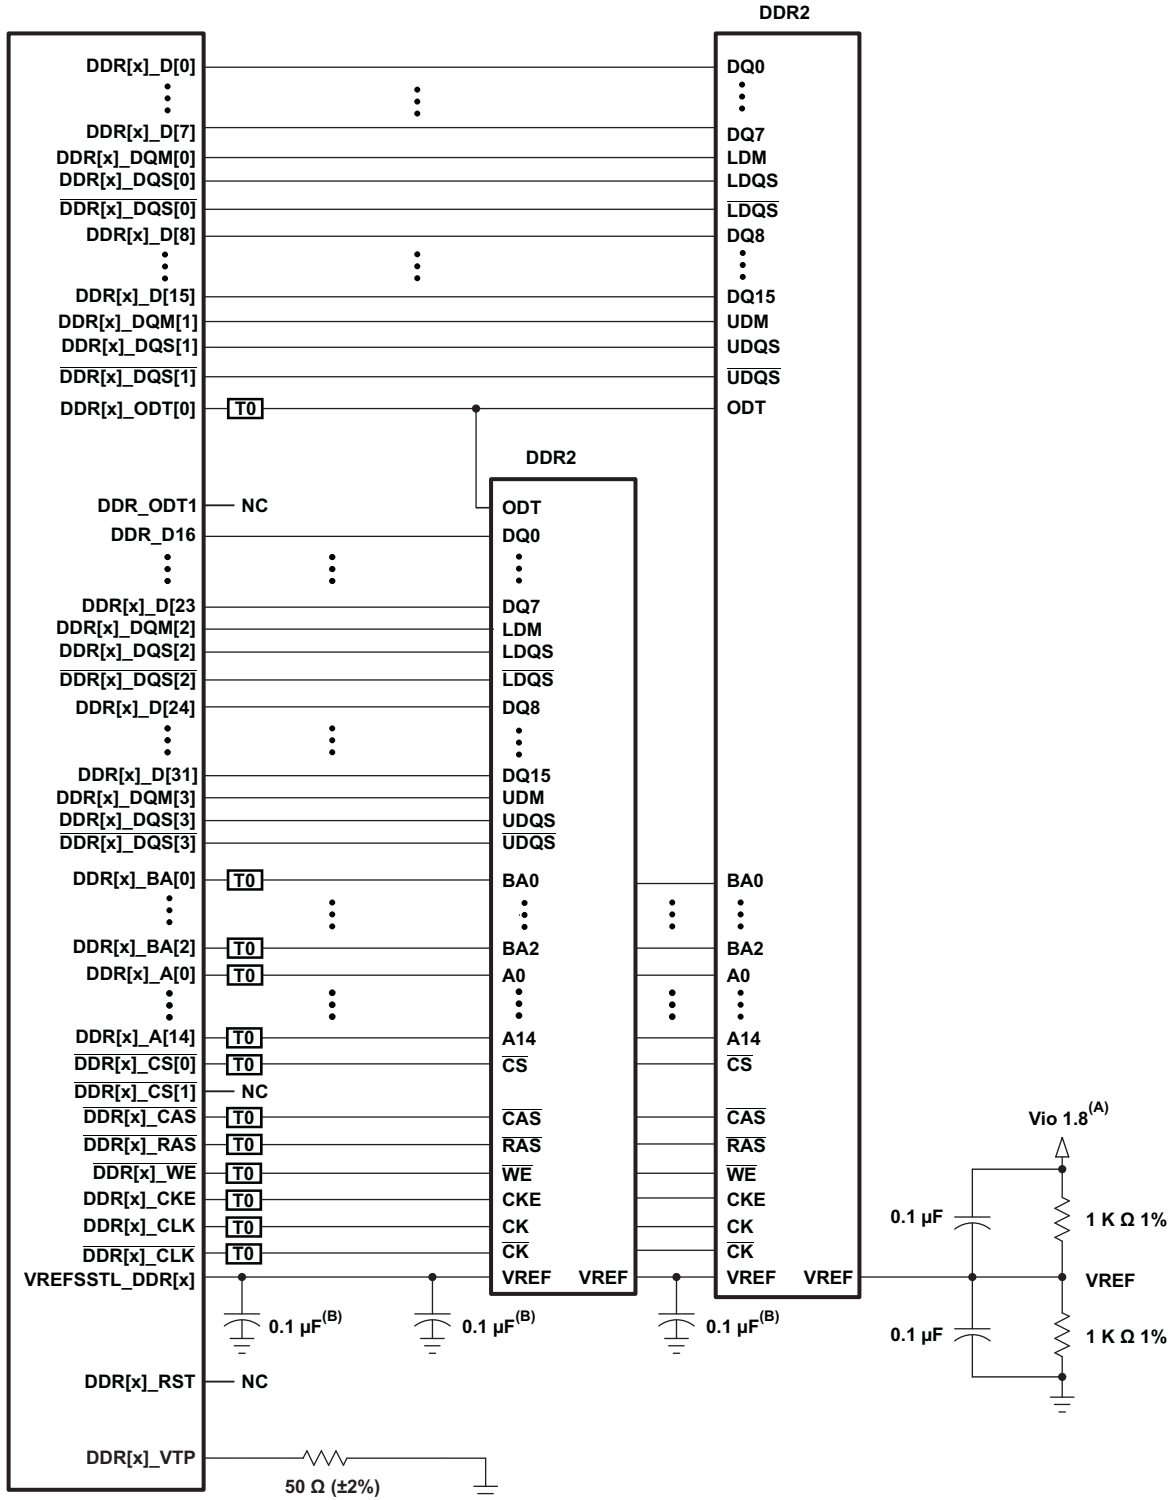 DDR2
DDR[x]_D[0] DQ0
DDR[x]_D[7] DQ7
DDR[x]_DQM[0] LDM
DDR[x]_DQS[0] LDQS
DDR[x]_DQS[0] LDQS
DDR[x]_D[8] DQ8
DDR[x]_D[15] DQ15
DDR[x]_DQM[1] UDM
DDR[x]_DQS[1] UDQS
DDR[x]_DQS[1] UDQS
DDR[x]_ODT[0] T0 ODT
DDR2
DDR_ODT1 NC ODT
DDR_D16 DQ0
DDR[x]_D[23 DQ7
DDR[x]_DQM[2] LDM
DDR[x]_DQS[2] LDQS
DDR[x]_DQS[2] LDQS
DDR[x]_D[24] DQ8
DDR[x]_D[31] DQ15
DDR[x]_DQM[3] UDM
DDR[x]_DQS[3] UDQS
DDR[x]_DQS[3] UDQS
DDR[x]_BA[0] T0 BA0 BA0
DDR[x]_BA[2] T0 BA2 BA2
DDR[x]_A[0] T0 A0 A0
DDR[x]_A[14] T0 A14 A14
DDR[x]_CS[0] T0 CS CS
DDR[x]_CS[1] NC
DDR[x]_CAS T0 CAS CAS
Vio 1.8(A)
DDR[x]_RAS T0 RAS RAS
DDR[x]_WE T0 WE WE
DDR[x]_CKE T0 CKE CKE
DDR[x]_CLK T0 CK CK 0.1 µF 1 K Ω 1%
DDR[x]_CLK T0 CK CK
VREFSSTL_DDR[x] VREF VREF VREF VREF VREF
0.1 µF(B) 0.1 µF(B) 0.1 µF(B) 0.1 µF 1 K Ω 1%
DDR[x]_RST NC
DDR[x]_VTP
50 Ω (±2%)